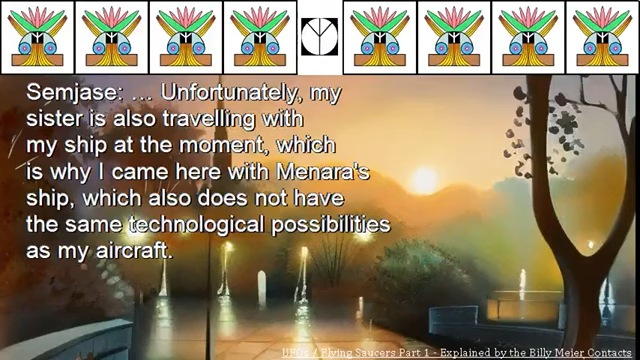 Semjase: ... Unfortunately, my
sister is also travelling with
my ship at the moment, which
is why I came here with Menara's
ship, which also does not have
the same technological possibilities
as my aircraft.
UFOs / Flying Saucers Part 1 - Explained by the Billy Meier Contacts